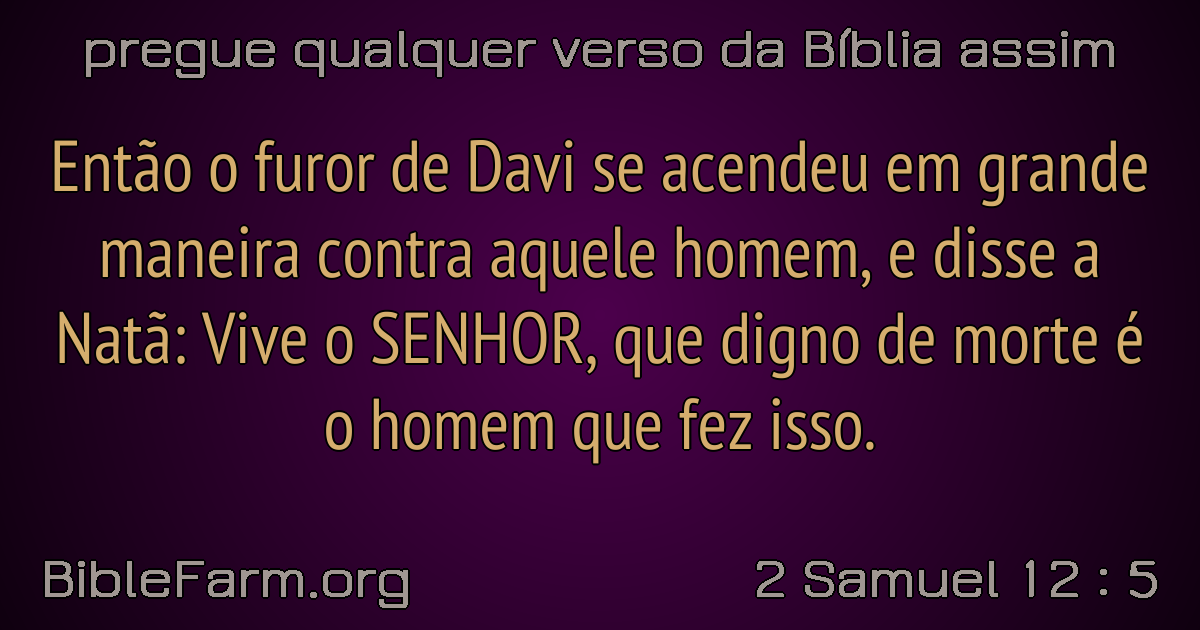 pregue qualquer verso da Bíblia assim
Então o furor de Davi se acendeu em grande
maneira contra aquele homem, e disse a
Natã: Vive o SENHOR, que digno de morte é
o homem que fez isso.
BibleFarm.org
2 Samuel 12 : 5